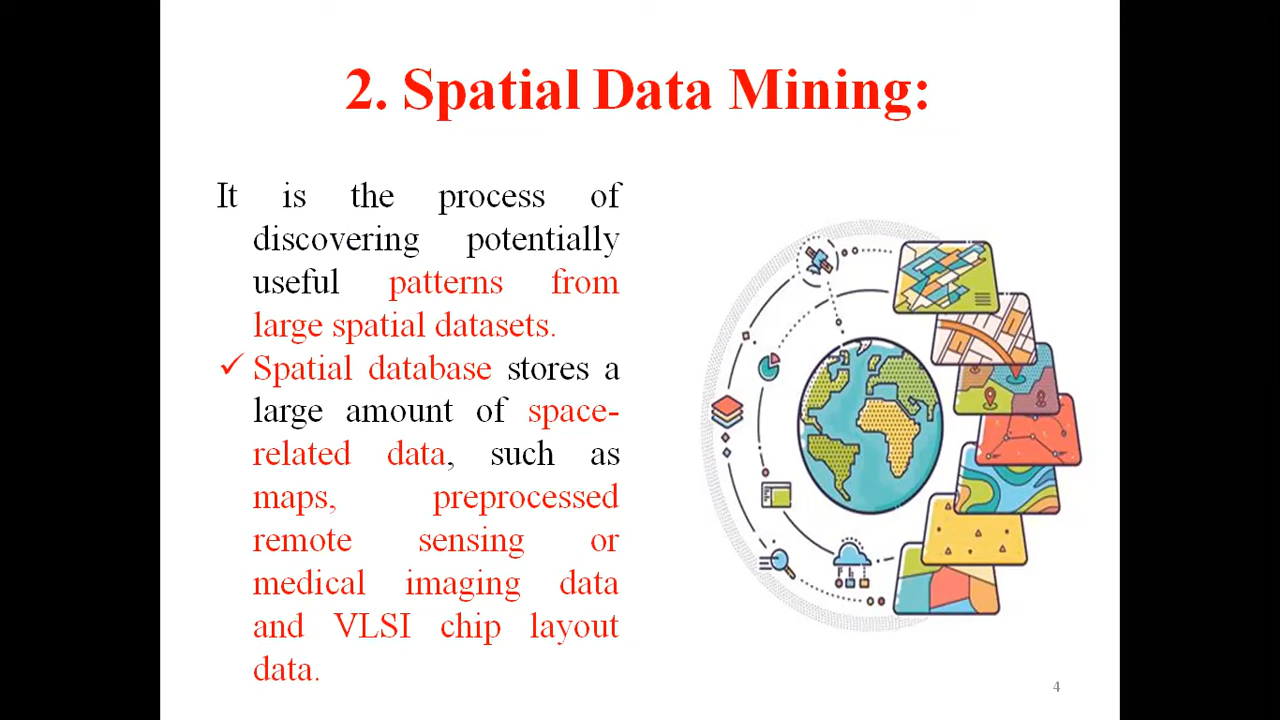 2. Spatial Data Mining:
It is the process of
discovering potentially
useful patterns from
large spatial datasets.
✓ Spatial database stores a
large amount of space-
related data, such as
maps, preprocessed
remote sensing or
medical imaging data
and VLSI chip layout
data.
4